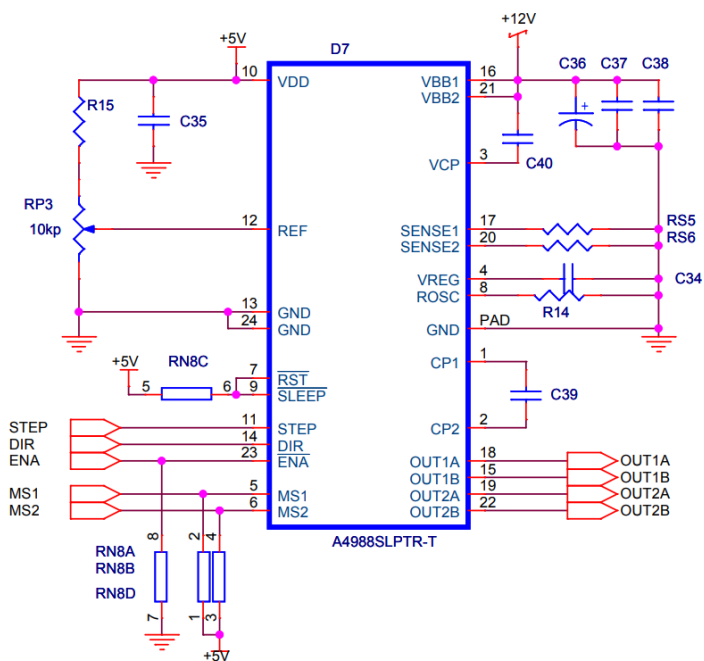 +12V
+5V
D7
10 VDD
VBB1 16
VBB2 21
C36 C37 C38
R15
C35
C40
VCP 3
RP3
10kp
12 REF
SENSE1 17
SENSE2 20
RS5
RS6
VREG 4
ROSC 8
C34
R14
13 GND
24 GND
GND PAD
+5V
RN8C
5 6
7 RST
9 SLEEP
CP1 1
C39
CP2 2
STEP 11 STEP
DIR 14 DIR
ENA 23 ENA
OUT1A 18 OUT1A
OUT1B 15 OUT1B
OUT2A 19 OUT2A
OUT2B 22 OUT2B
MS1 5 MS1
MS2 6 MS2
A4988SLPTR-T
8 2 4
RN8A
RN8B
RN8D
7 1 3
+5V